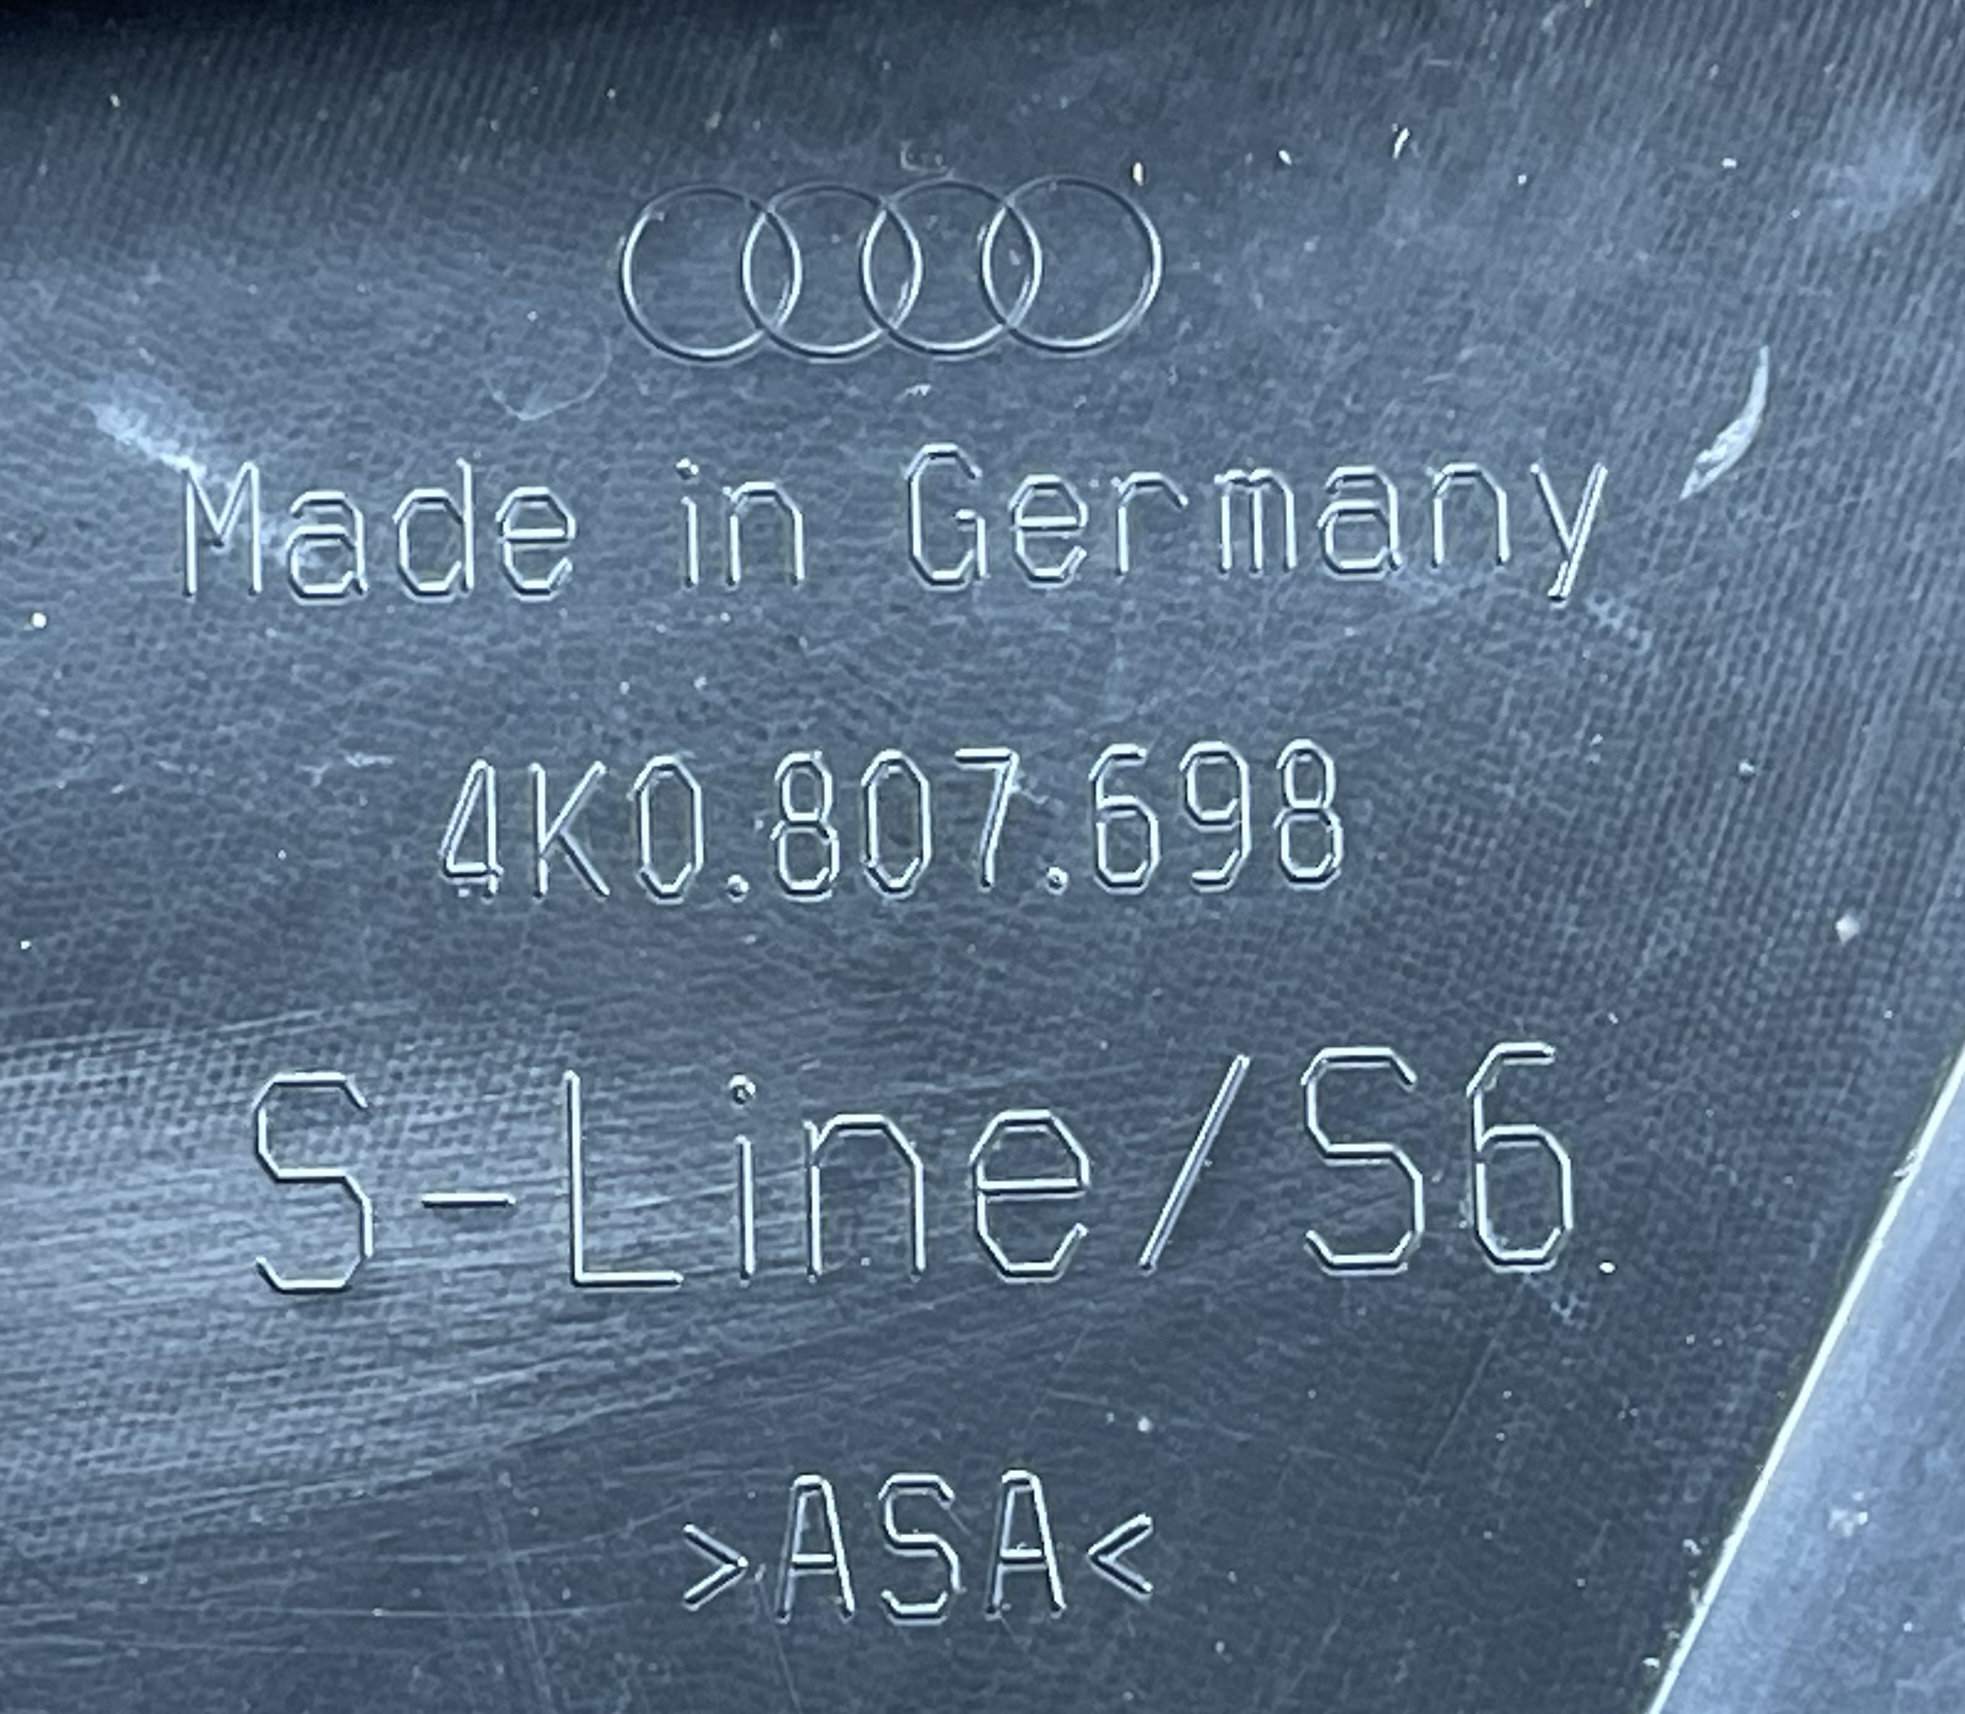 Made in Germany
4K0.807.698
S-Line/S6
>ASA<